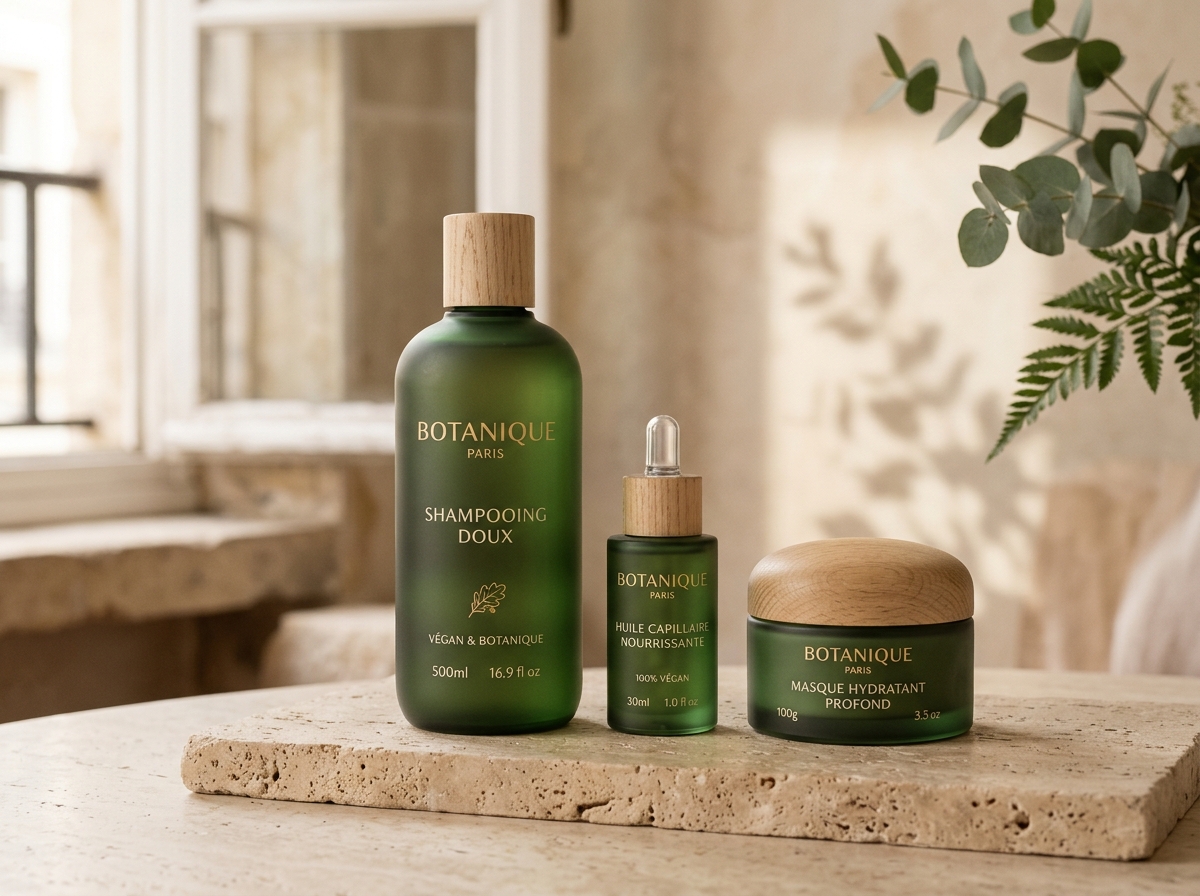 BOTANIQUE
PARIS
SHAMPOOING
DOUX
VÉGAN & BOTANIQUE
500ml 16.9 fl oz
BOTANIQUE
PARIS
HUILE CAPILLAIRE
NOURRISSANTE
100% VÉGAN
30ml 1.0 fl oz
BOTANIQUE
PARIS
MASQUE HYDRATANT
PROFOND
100g 3.5 oz